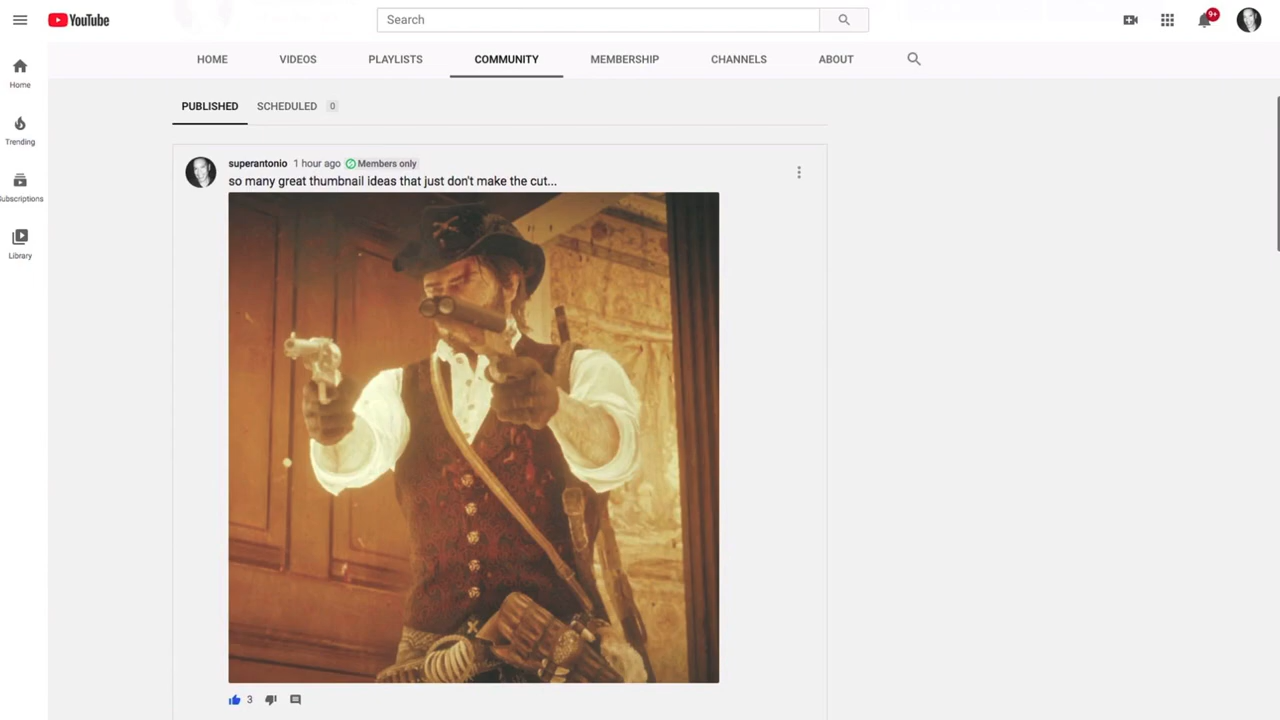 YouTube
Search
9+
HOME VIDEOS PLAYLISTS COMMUNITY MEMBERSHIP CHANNELS ABOUT
Home
Trending
Subscriptions
Library
PUBLISHED SCHEDULED 0
superantonio 1 hour ago Members only
so many great thumbnail ideas that just don't make the cut...
3